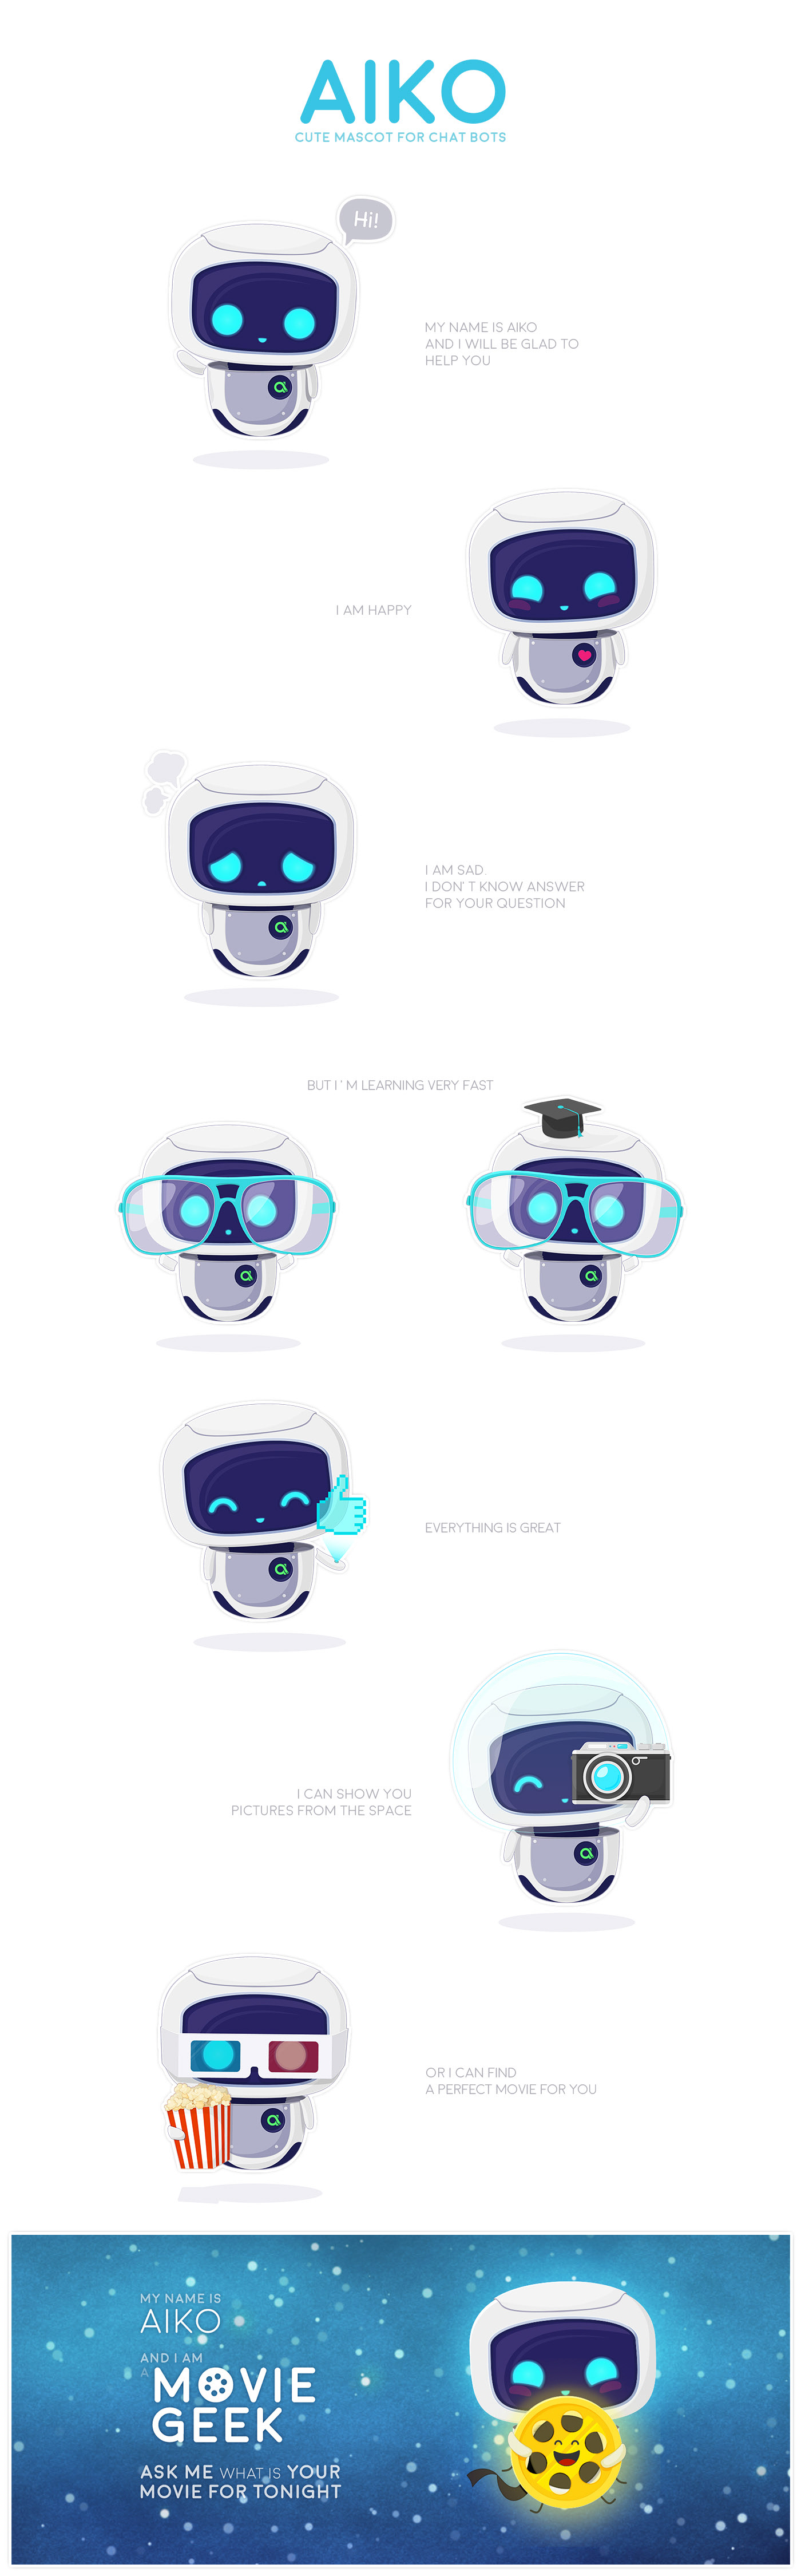 AIKO
CUTE MASCOT FOR CHAT BOTS
Hi!
MY NAME IS AIKO
AND I WILL BE GLAD TO
HELP YOU
I AM HAPPY
I AM SAD.
I DON' T KNOW ANSWER
FOR YOUR QUESTION
BUT I ' M LEARNING VERY FAST
EVERYTHING IS GREAT
I CAN SHOW YOU
PICTURES FROM THE SPACE
OR I CAN FIND
A PERFECT MOVIE FOR YOU
MY NAME IS
AIKO
AND I AM
A
MOVIE
GEEK
ASK ME WHAT IS YOUR
MOVIE FOR TONIGHT